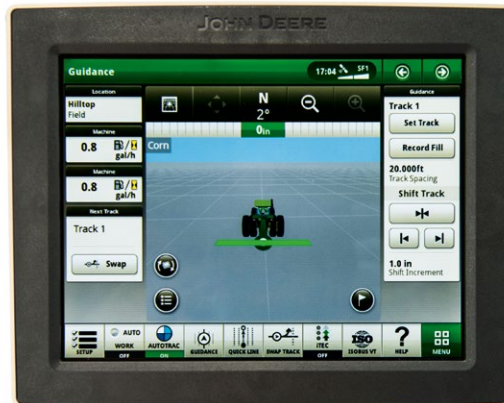 JOHN DEERE
Guidance
17:04 SF1
Location
Hilltop
Field
Machine
0.8 gal/h
Machine
0.8 gal/h
Next Track
Track 1
Swap
N
2°
0in
Corn
Guidance
Track 1
Set Track
Record Fill
20.000ft
Track Spacing
Shift Track
1.0 in
Shift Increment
SETUP
AUTO
WORK
OFF
AUTOTRAC
ON
GUIDANCE
QUICK LINE
SWAP TRACK
iTEC
OFF
ISO
ISOBUS VT
?
HELP
MENU